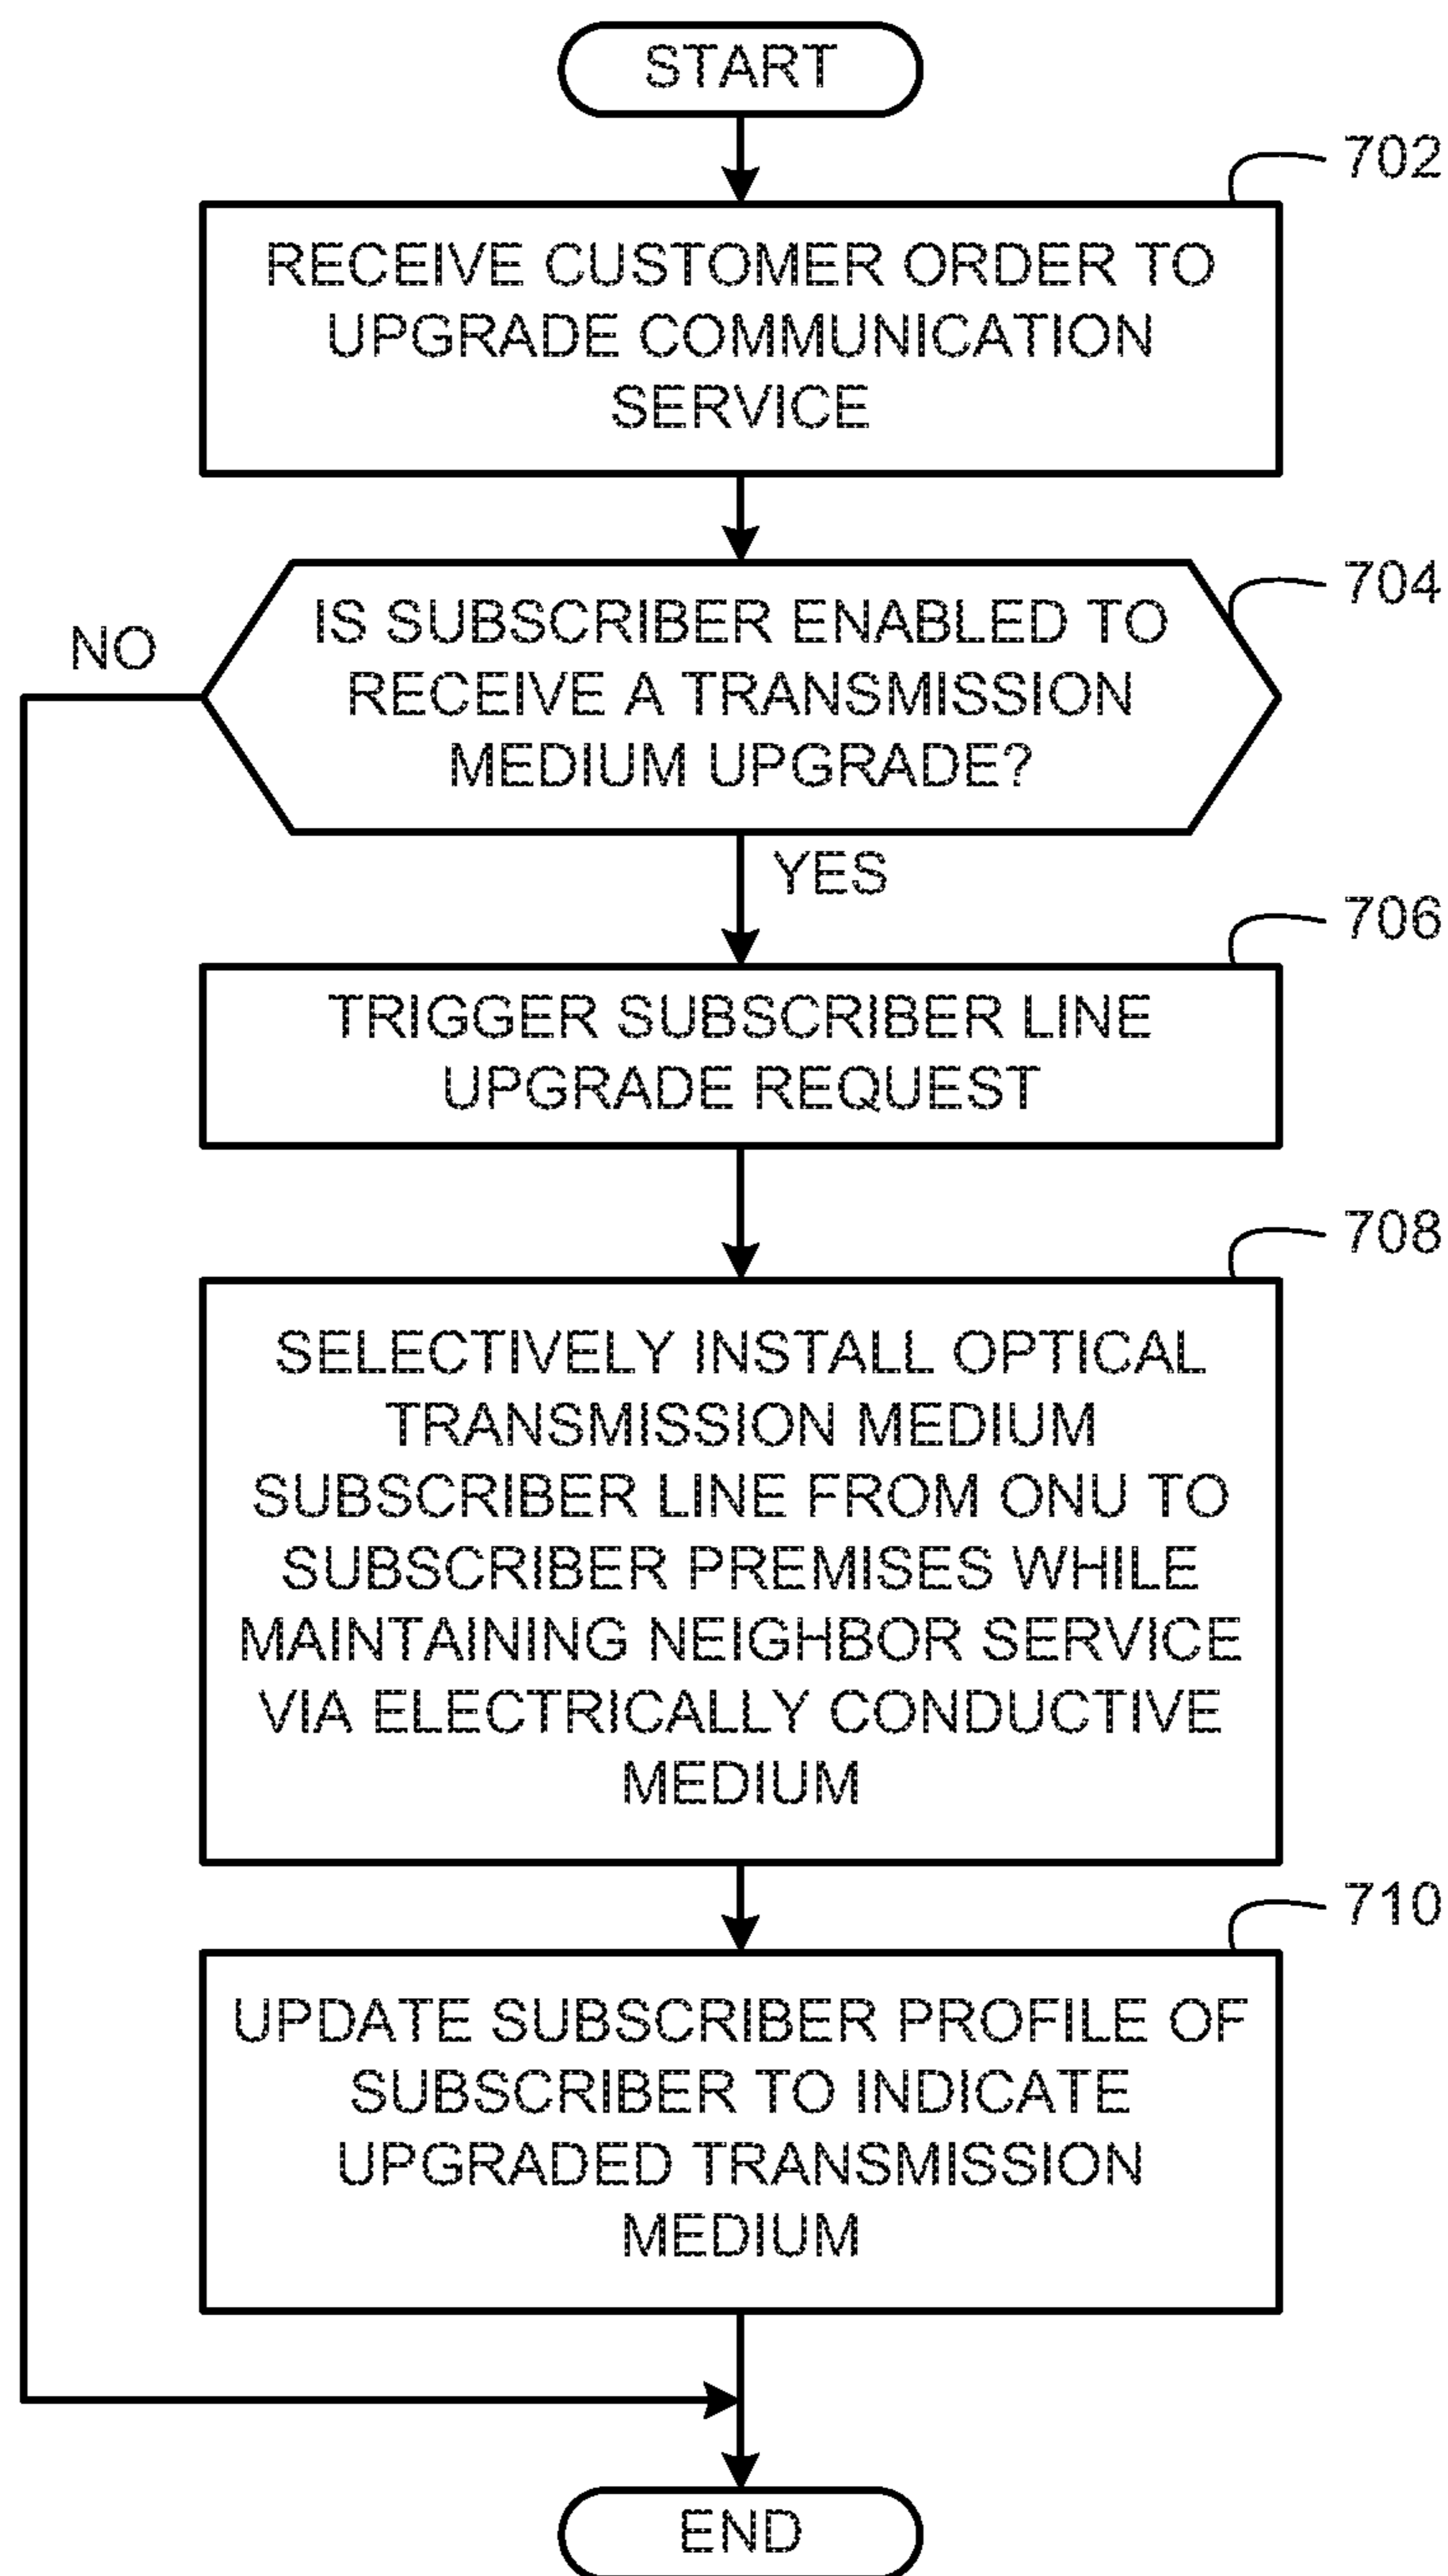 START
702
RECEIVE CUSTOMER ORDER TO
UPGRADE COMMUNICATION
SERVICE
704
NO
IS SUBSCRIBER ENABLED TO
RECEIVE A TRANSMISSION
MEDIUM UPGRADE?
YES
706
TRIGGER SUBSCRIBER LINE
UPGRADE REQUEST
708
SELECTIVELY INSTALL OPTICAL
TRANSMISSION MEDIUM
SUBSCRIBER LINE FROM ONU TO
SUBSCRIBER PREMISES WHILE
MAINTAINING NEIGHBOR SERVICE
VIA ELECTRICALLY CONDUCTIVE
MEDIUM
710
UPDATE SUBSCRIBER PROFILE OF
SUBSCRIBER TO INDICATE
UPGRADED TRANSMISSION
MEDIUM
END